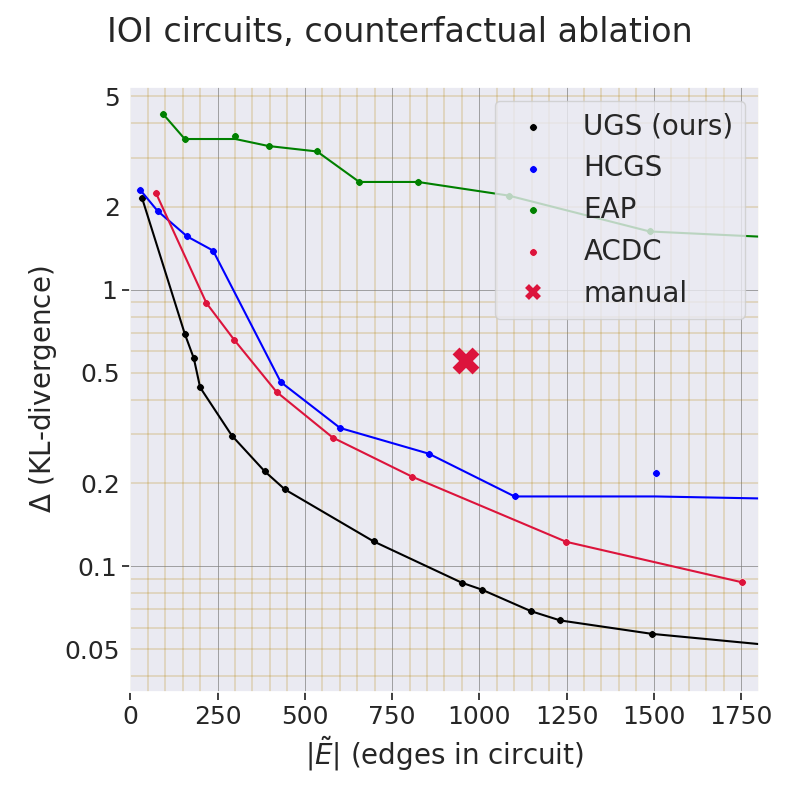 IOI circuits, counterfactual ablation
Δ (KL-divergence)
5
2
1
0.5
0.2
0.1
0.05
UGS (ours)
HCGS
EAP
ACDC
manual
0 250 500 750 1000 1250 1500 1750
|Ẽ| (edges in circuit)